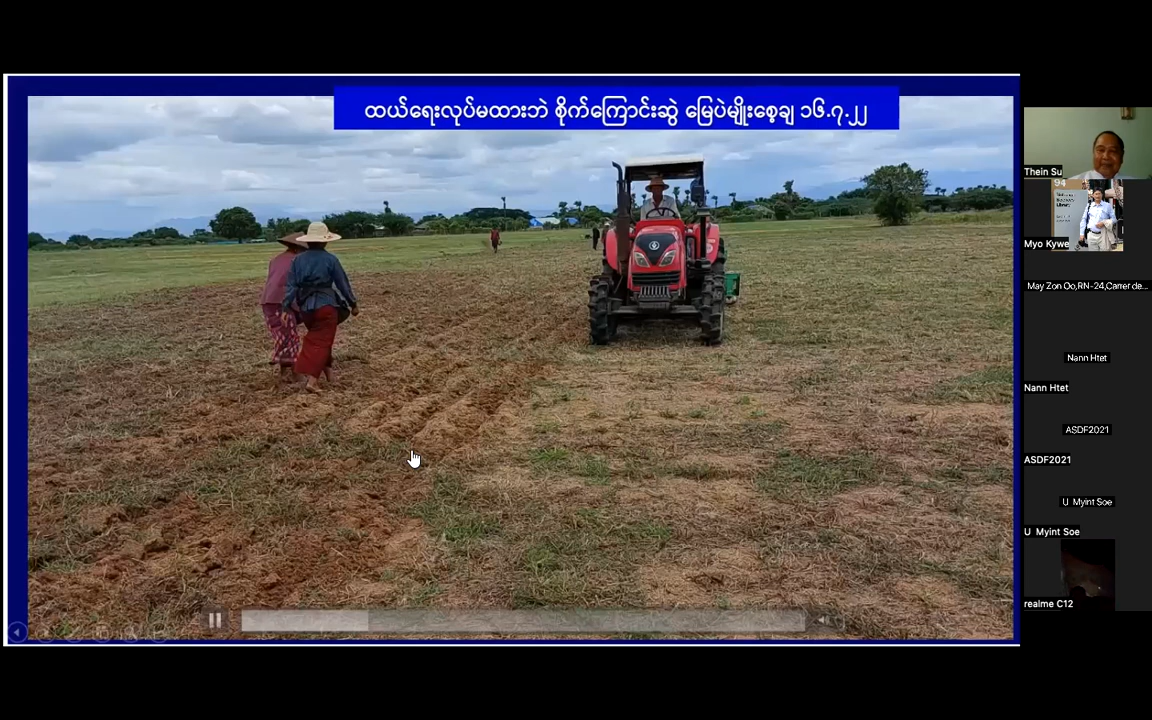 ထယ်ရေးလုပ်မထားဘဲ စိုက်ကြောင်းဆွဲ မြေပဲမျိုးစေ့ချ ၁၆.၇.၂၂
Thein Su
94
Library
Myo Kywe
May Zon Oo,RN-24,Carrer de...
Nann Htet
Nann Htet
ASDF2021
ASDF2021
U Myint Soe
U Myint Soe
realme C12